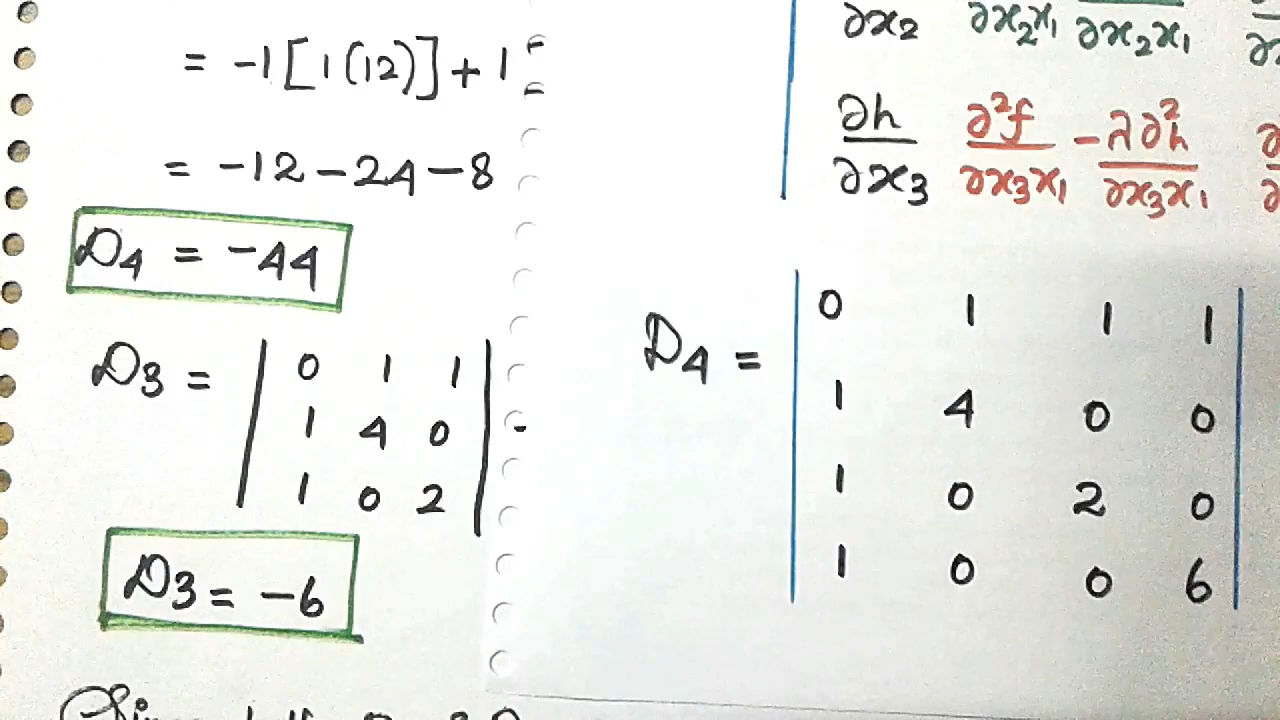 = -1[1(12)] + 1
= -12 - 24 - 8
D4 = -44
D3 = | 0 1 1 |
| 1 4 0 |
| 1 0 2 |
D3 = -6
∂x2 ∂x2x1 ∂x2x1
∂h/∂x3 ∂²f/∂x3x1 - λ∂²h/∂x3x1
D4 = | 0 1 1 1 |
| 1 4 0 0 |
| 1 0 2 0 |
| 1 0 0 6 |